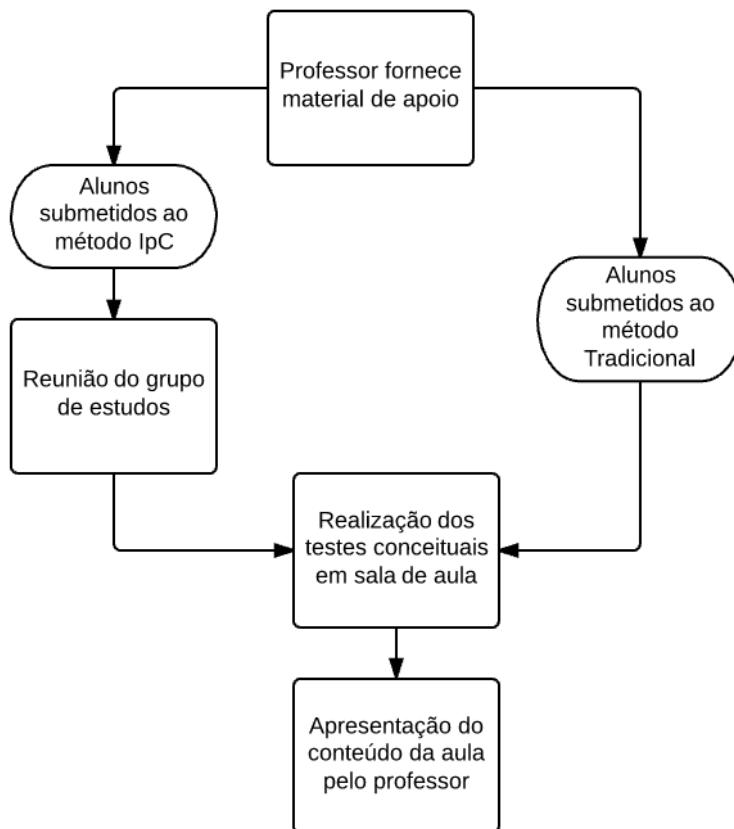 Professor fornece
material de apoio
Alunos
submetidos ao
método IpC
Alunos
submetidos ao
método
Tradicional
Reunião do grupo
de estudos
Realização dos
testes conceituais
em sala de aula
Apresentação do
conteúdo da aula
pelo professor